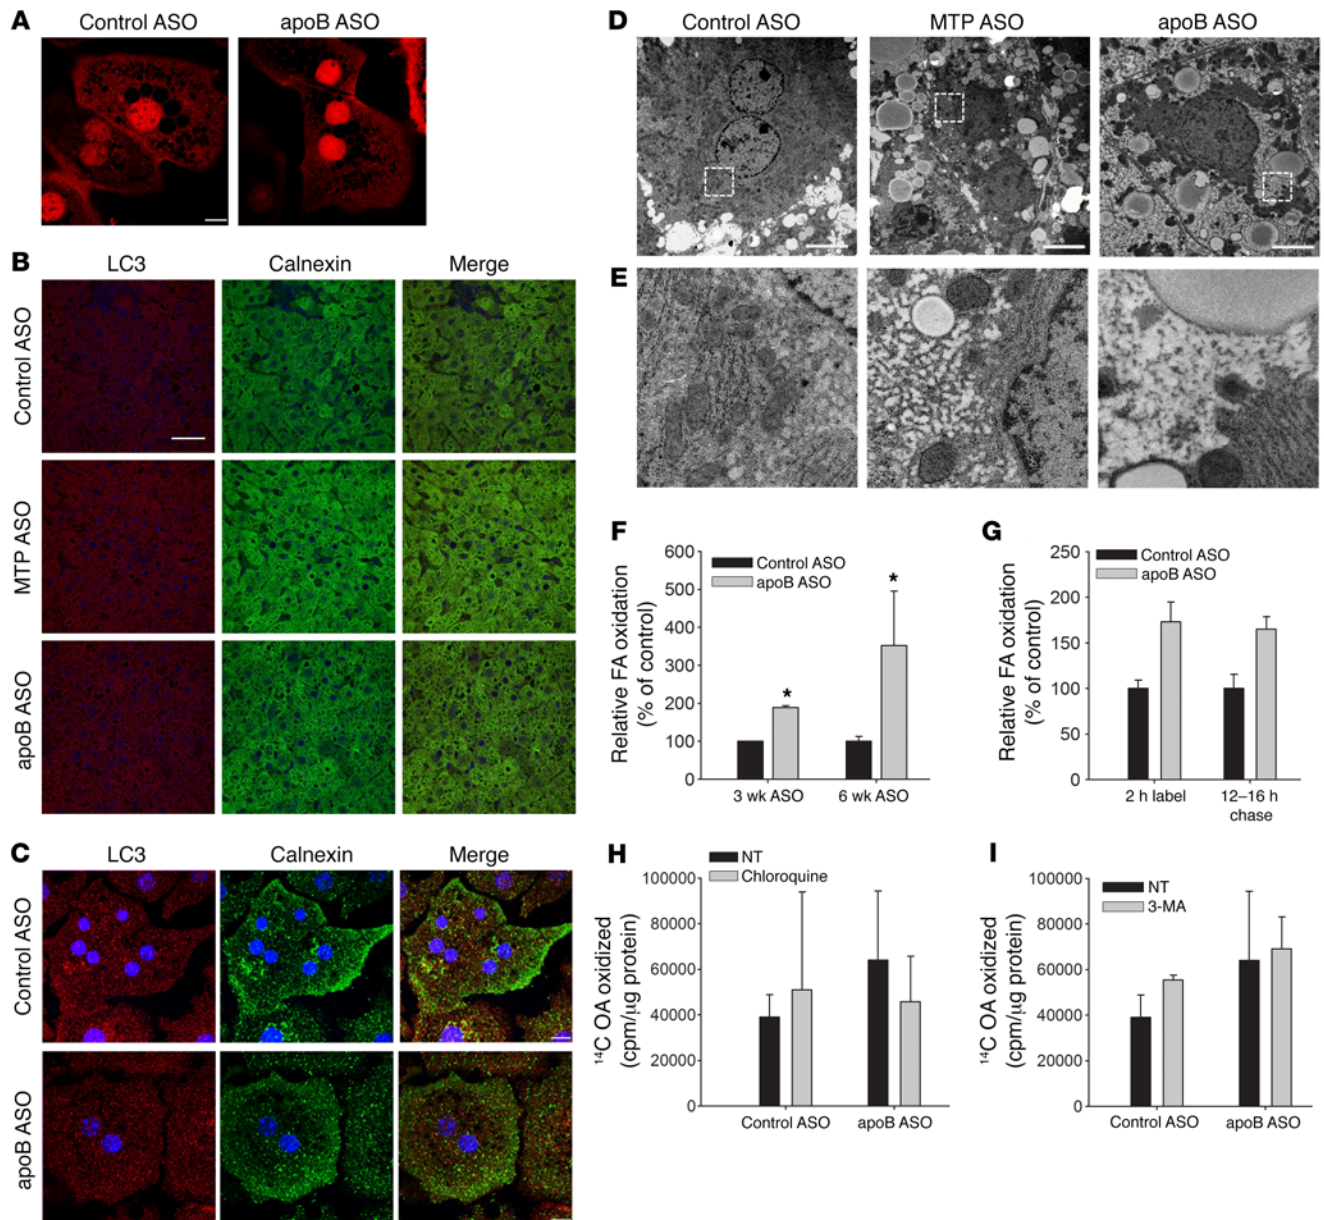 A
Control ASO apoB ASO
B
LC3 Calnexin Merge
Control ASO
MTP ASO
apoB ASO
C
LC3 Calnexin Merge
Control ASO
apoB ASO
D
Control ASO MTP ASO apoB ASO
E
F
Relative FA oxidation
(% of control)
600
500
400
300
200
100
0
Control ASO
apoB ASO
*
*
3 wk ASO 6 wk ASO
G
Relative FA oxidation
(% of control)
250
200
150
100
50
0
Control ASO
apoB ASO
2 h label 12–16 h
chase
H
¹⁴C OA oxidized
(cpm/µg protein)
100000
80000
60000
40000
20000
0
NT
Chloroquine
Control ASO apoB ASO
I
¹⁴C OA oxidized
(cpm/µg protein)
100000
80000
60000
40000
20000
0
NT
3-MA
Control ASO apoB ASO